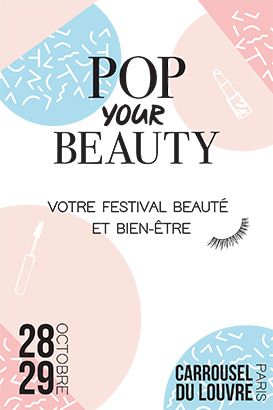 POP
YOUR
BEAUTY
VOTRE FESTIVAL BEAUTÉ
ET BIEN-ÊTRE
28
29
OCTOBRE
CARROUSEL
DU LOUVRE
PARIS